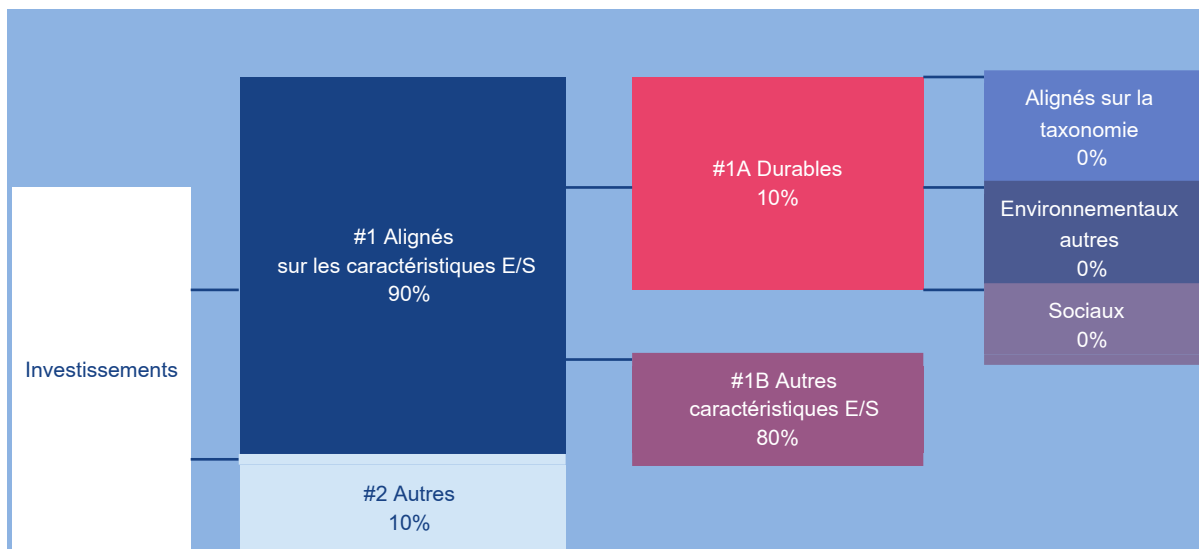 Investissements
#1 Alignés
sur les caractéristiques E/S
90%
#2 Autres
10%
#1A Durables
10%
#1B Autres
caractéristiques E/S
80%
Alignés sur la
taxonomie
0%
Environnementaux
autres
0%
Sociaux
0%